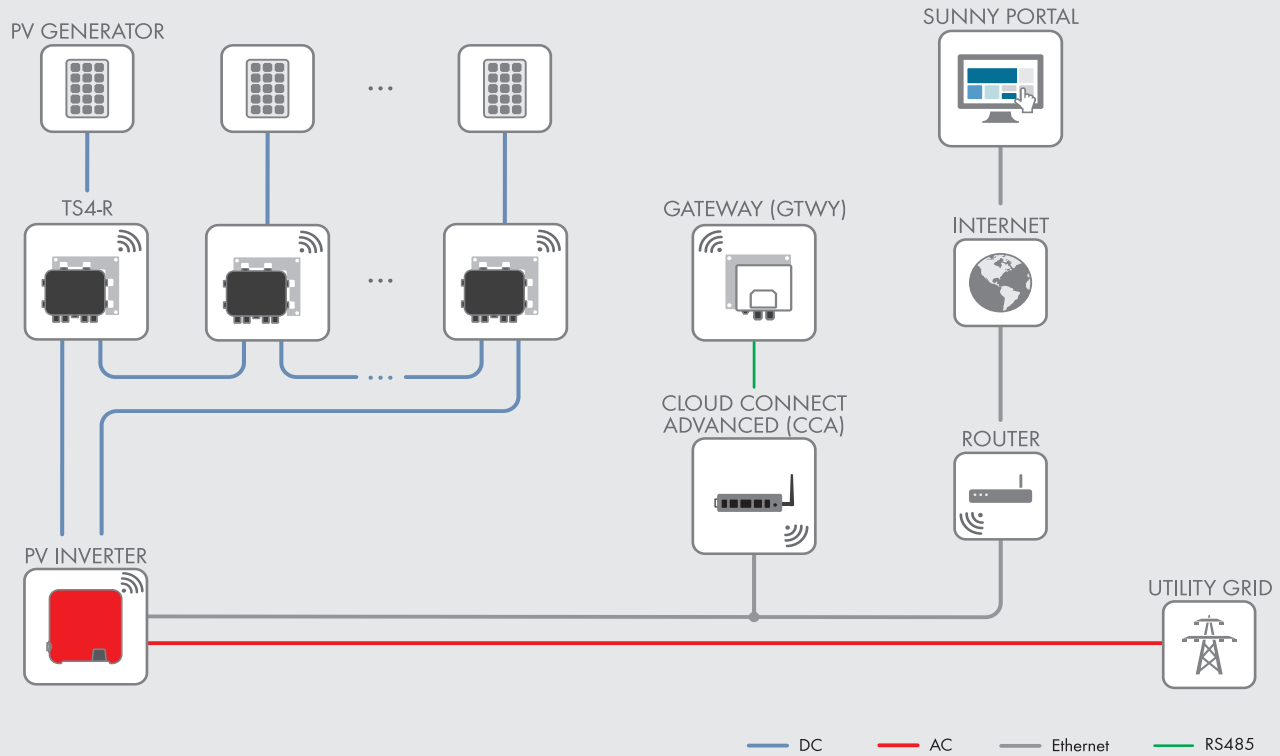 PV GENERATOR
SUNNY PORTAL
...
TS4-R
GATEWAY (GTWY)
INTERNET
...
...
CLOUD CONNECT
ADVANCED (CCA)
ROUTER
PV INVERTER
UTILITY GRID
DC
AC
Ethernet
RS485